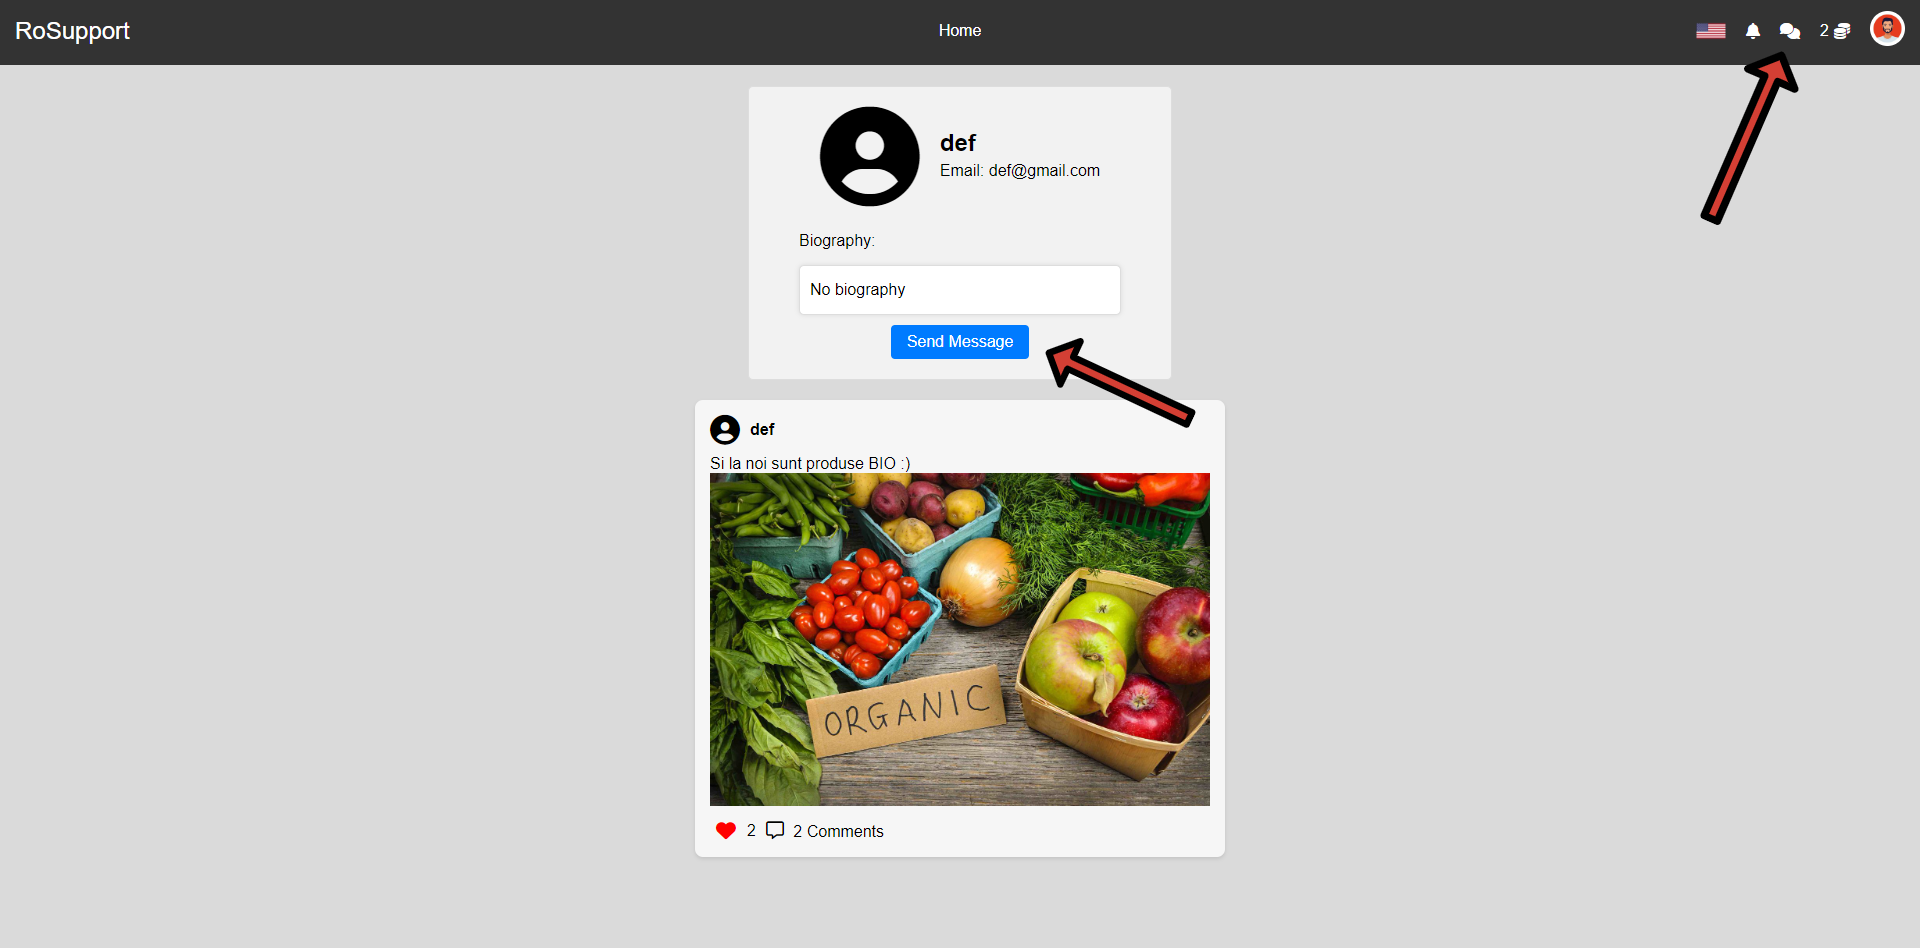 RoSupport
Home
2
def
Email: def@gmail.com
Biography:
No biography
Send Message
def
Si la noi sunt produse BIO :)
ORGANIC
2
2 Comments